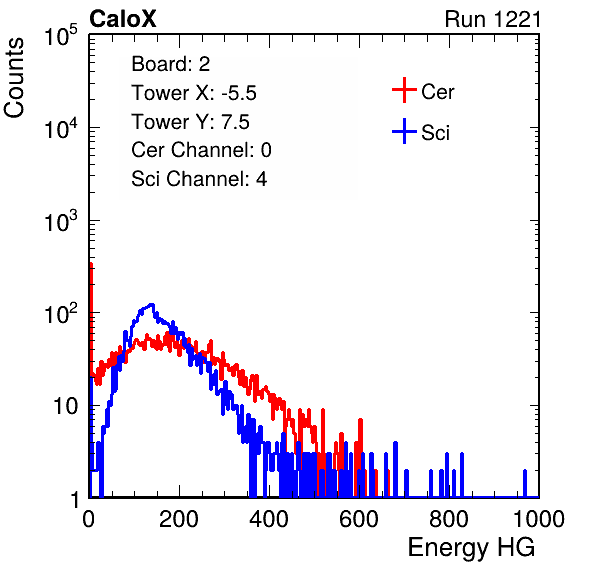 CaloX Run 1221
Counts
10^5
10^4
10^3
10^2
10
1
Board: 2
Tower X: -5.5
Tower Y: 7.5
Cer Channel: 0
Sci Channel: 4
Cer
Sci
0 200 400 600 800 1000
Energy HG